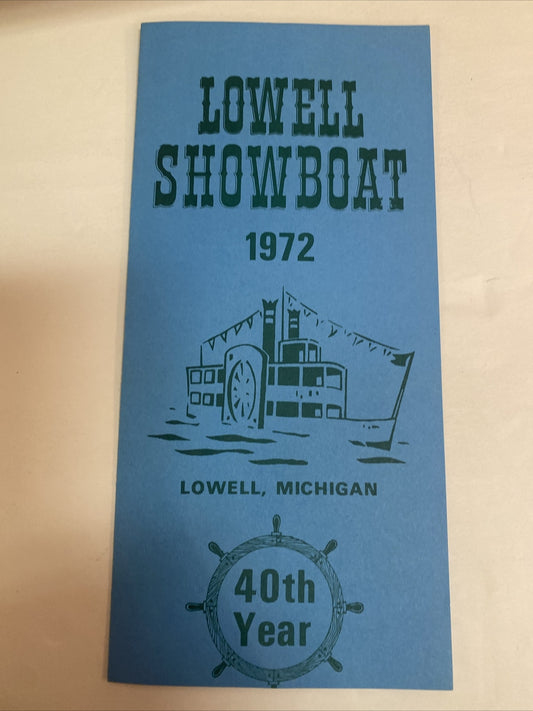 LOWELL
SHOWBOAT
1972
LOWELL, MICHIGAN
40th
Year